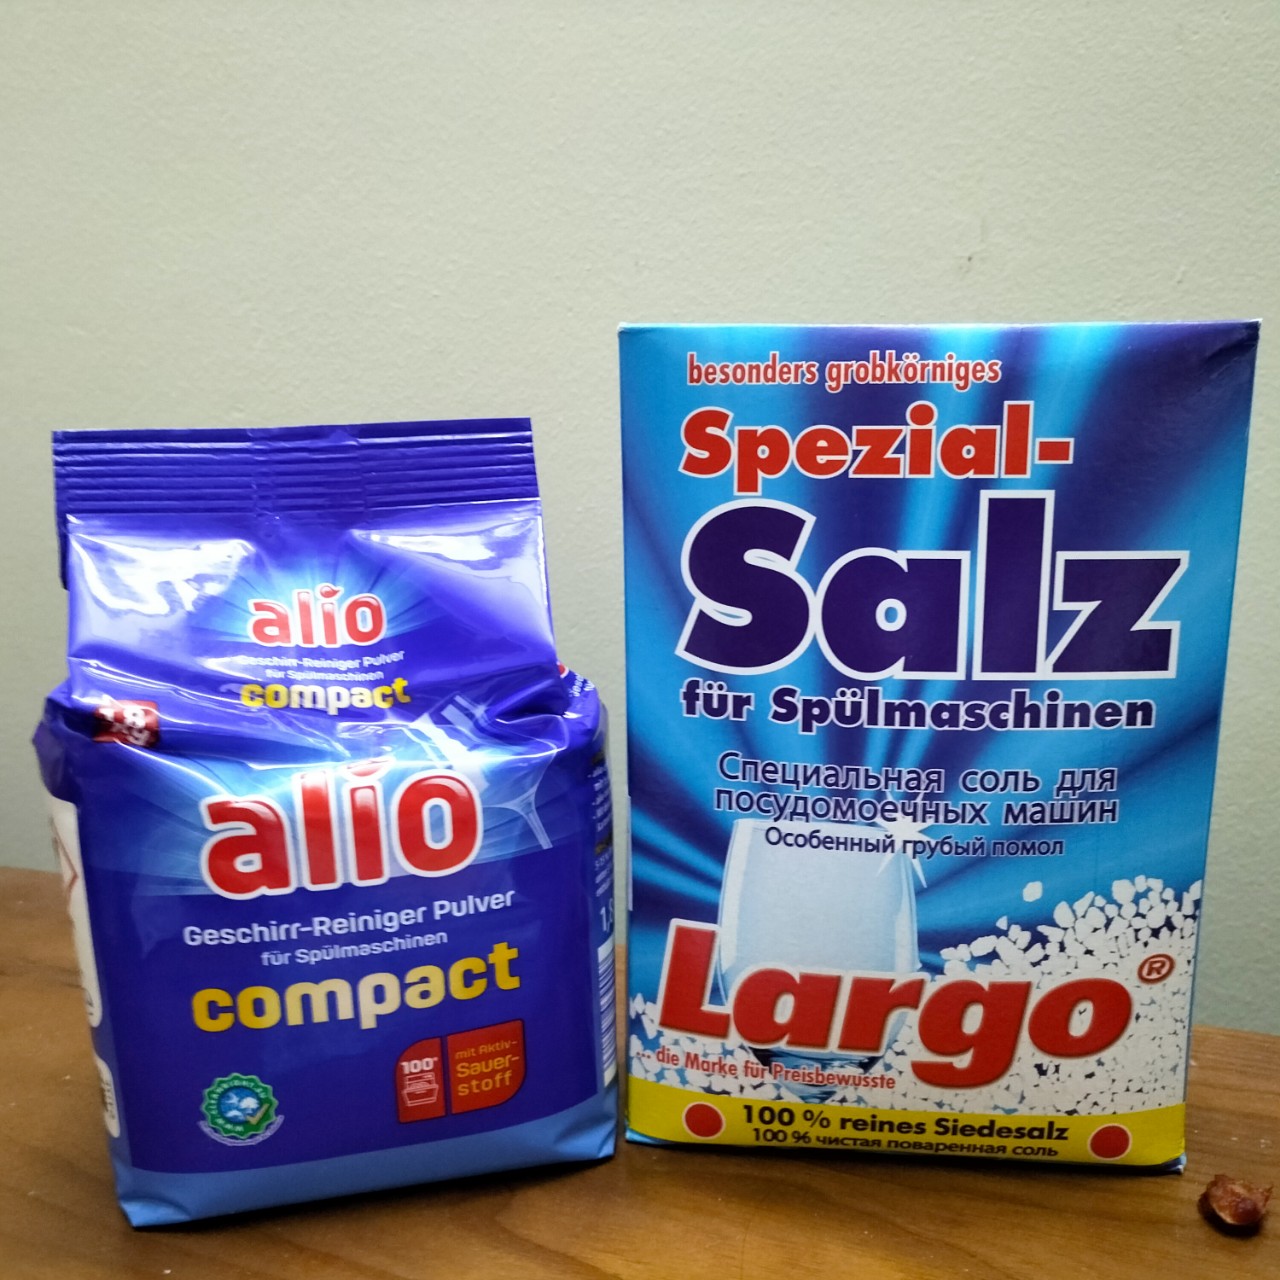 alio
Geschirr-Reiniger Pulver
für Spülmaschinen
compact
alio
Geschirr-Reiniger Pulver
für Spülmaschinen
compact
100*
mit Aktiv-
Sauer-
stoff
besonders grobkörniges
Spezial-
Salz
für Spülmaschinen
Специальная соль для
посудомоечных машин
Особенный грубый помол
Largo®
... die Marke für Preisbewusste
100 % reines Siedesalz
100 % чистая поваренная соль